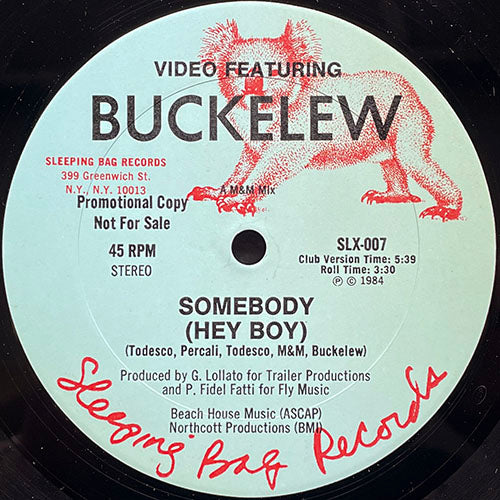 VIDEO FEATURING
BUCKELEW
SLEEPING BAG RECORDS
399 Greenwich St.
N.Y., N.Y. 10013
A M&M Mix
Promotional Copy
Not For Sale
45 RPM
STEREO
SLX-007
Club Version Time: 5:39
Roll Time: 3:30
Ⓟ © 1984
SOMEBODY
(HEY BOY)
(Todesco, Percali, Todesco, M&M, Buckelew)
Produced by G. Lollato for Trailer Productions
and P. Fidel Fatti for Fly Music
Beach House Music (ASCAP)
Northcott Productions (BMI)
Sleeping Bag Records